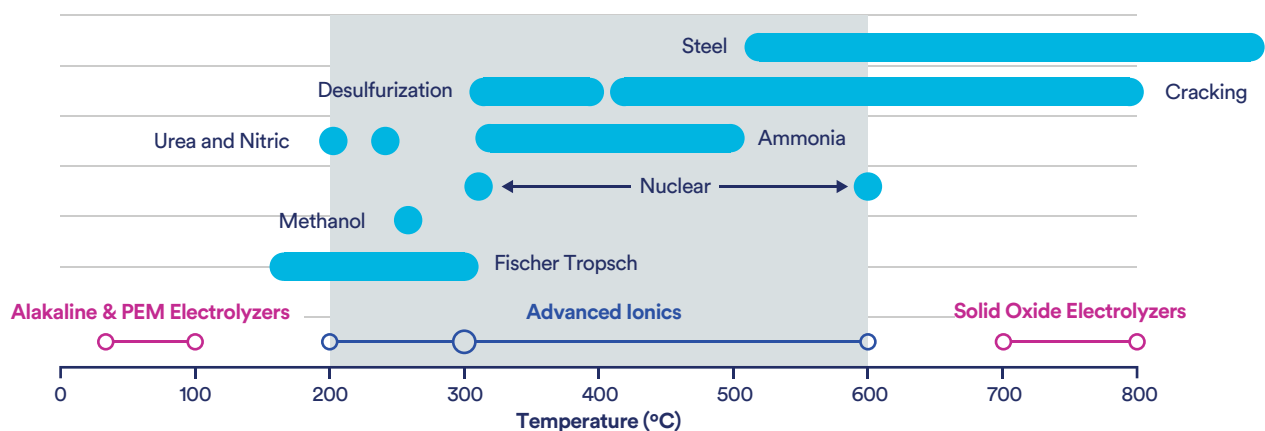 Steel
Desulfurization
Cracking
Urea and Nitric
Ammonia
Nuclear
Methanol
Fischer Tropsch
Alakaline & PEM Electrolyzers
Advanced Ionics
Solid Oxide Electrolyzers
0 100 200 300 400 500 600 700 800
Temperature (ºC)